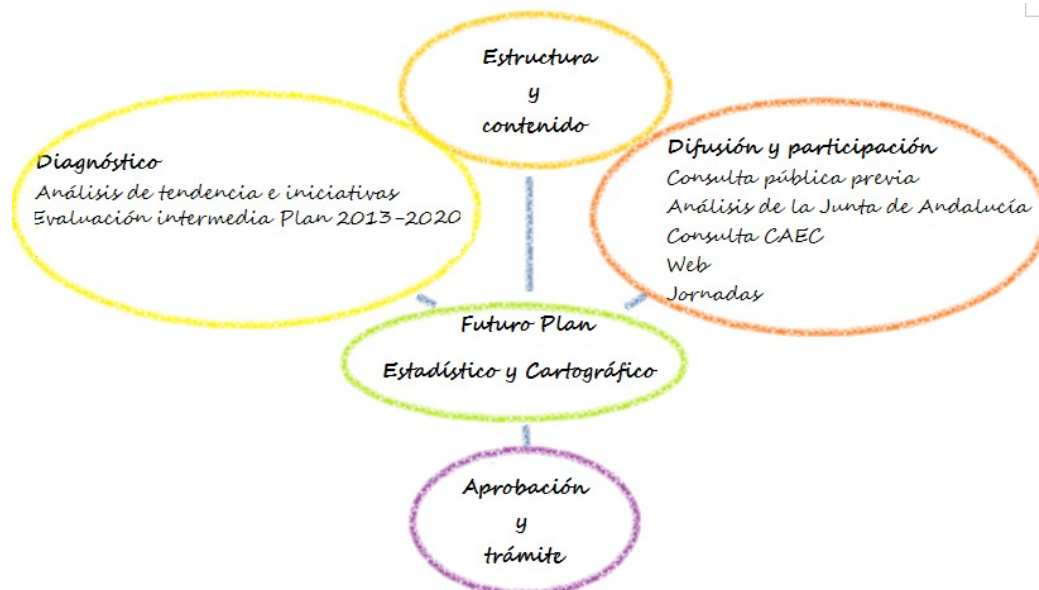 Estructura
y
contenido
Diagnóstico
Análisis de tendencia e iniciativas
Evaluación intermedia Plan 2013-2020
Difusión y participación
Consulta pública previa
Análisis de la Junta de Andalucía
Consulta CAEC
Web
Jornadas
Futuro Plan
Estadístico y Cartográfico
Aprobación
y
trámite